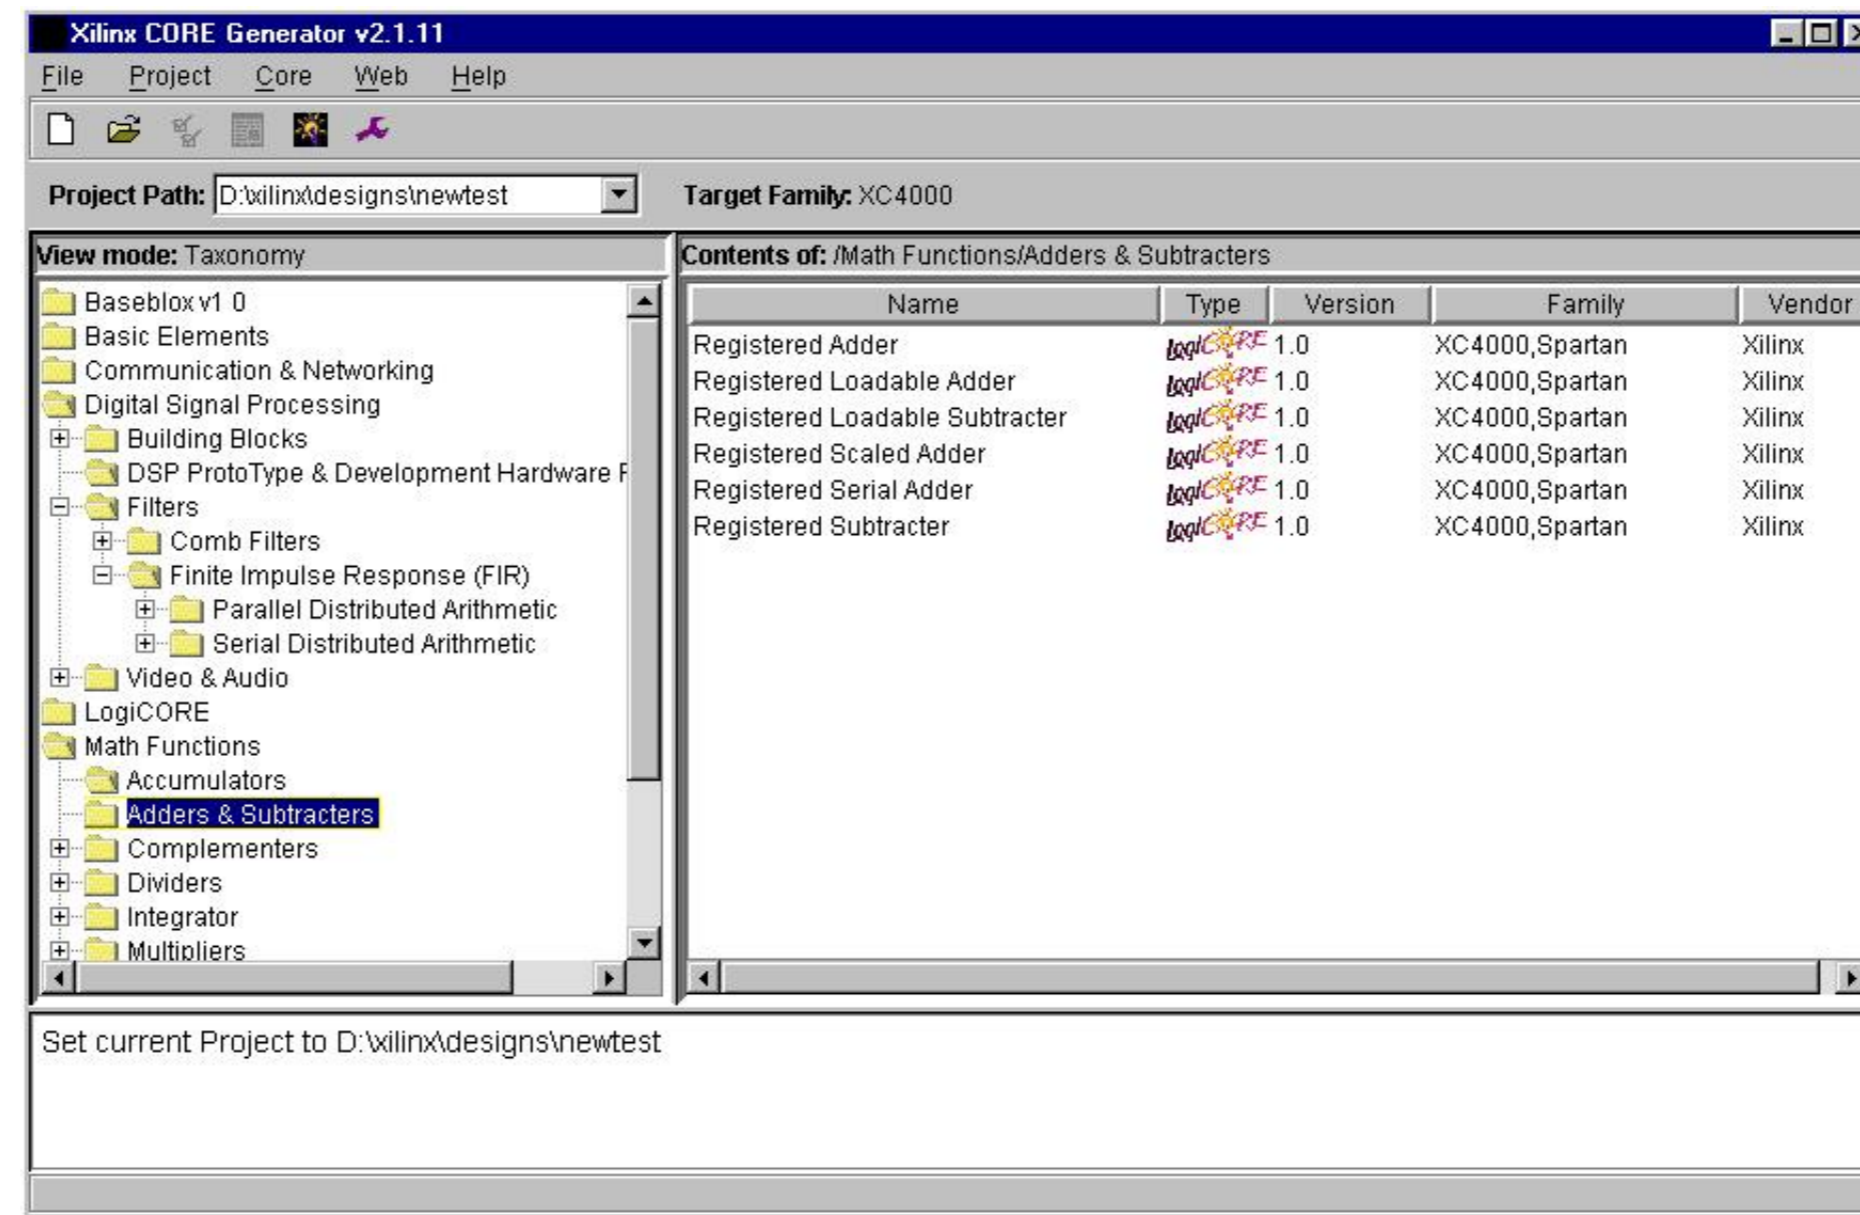 Xilinx CORE Generator v2.1.11
File Project Core Web Help
Project Path: D:\xilinx\designs\newtest Target Family: XC4000
View mode: Taxonomy
Baseblox v1 0
Basic Elements
Communication & Networking
Digital Signal Processing
Building Blocks
DSP ProtoType & Development Hardware
Filters
Comb Filters
Finite Impulse Response (FIR)
Parallel Distributed Arithmetic
Serial Distributed Arithmetic
Video & Audio
LogiCORE
Math Functions
Accumulators
Adders & Subtracters
Complementers
Dividers
Integrator
Multipliers
Contents of: /Math Functions/Adders & Subtracters
Name Type Version Family Vendor
Registered Adder LogiCORE 1.0 XC4000,Spartan Xilinx
Registered Loadable Adder LogiCORE 1.0 XC4000,Spartan Xilinx
Registered Loadable Subtracter LogiCORE 1.0 XC4000,Spartan Xilinx
Registered Scaled Adder LogiCORE 1.0 XC4000,Spartan Xilinx
Registered Serial Adder LogiCORE 1.0 XC4000,Spartan Xilinx
Registered Subtracter LogiCORE 1.0 XC4000,Spartan Xilinx
Set current Project to D:\xilinx\designs\newtest